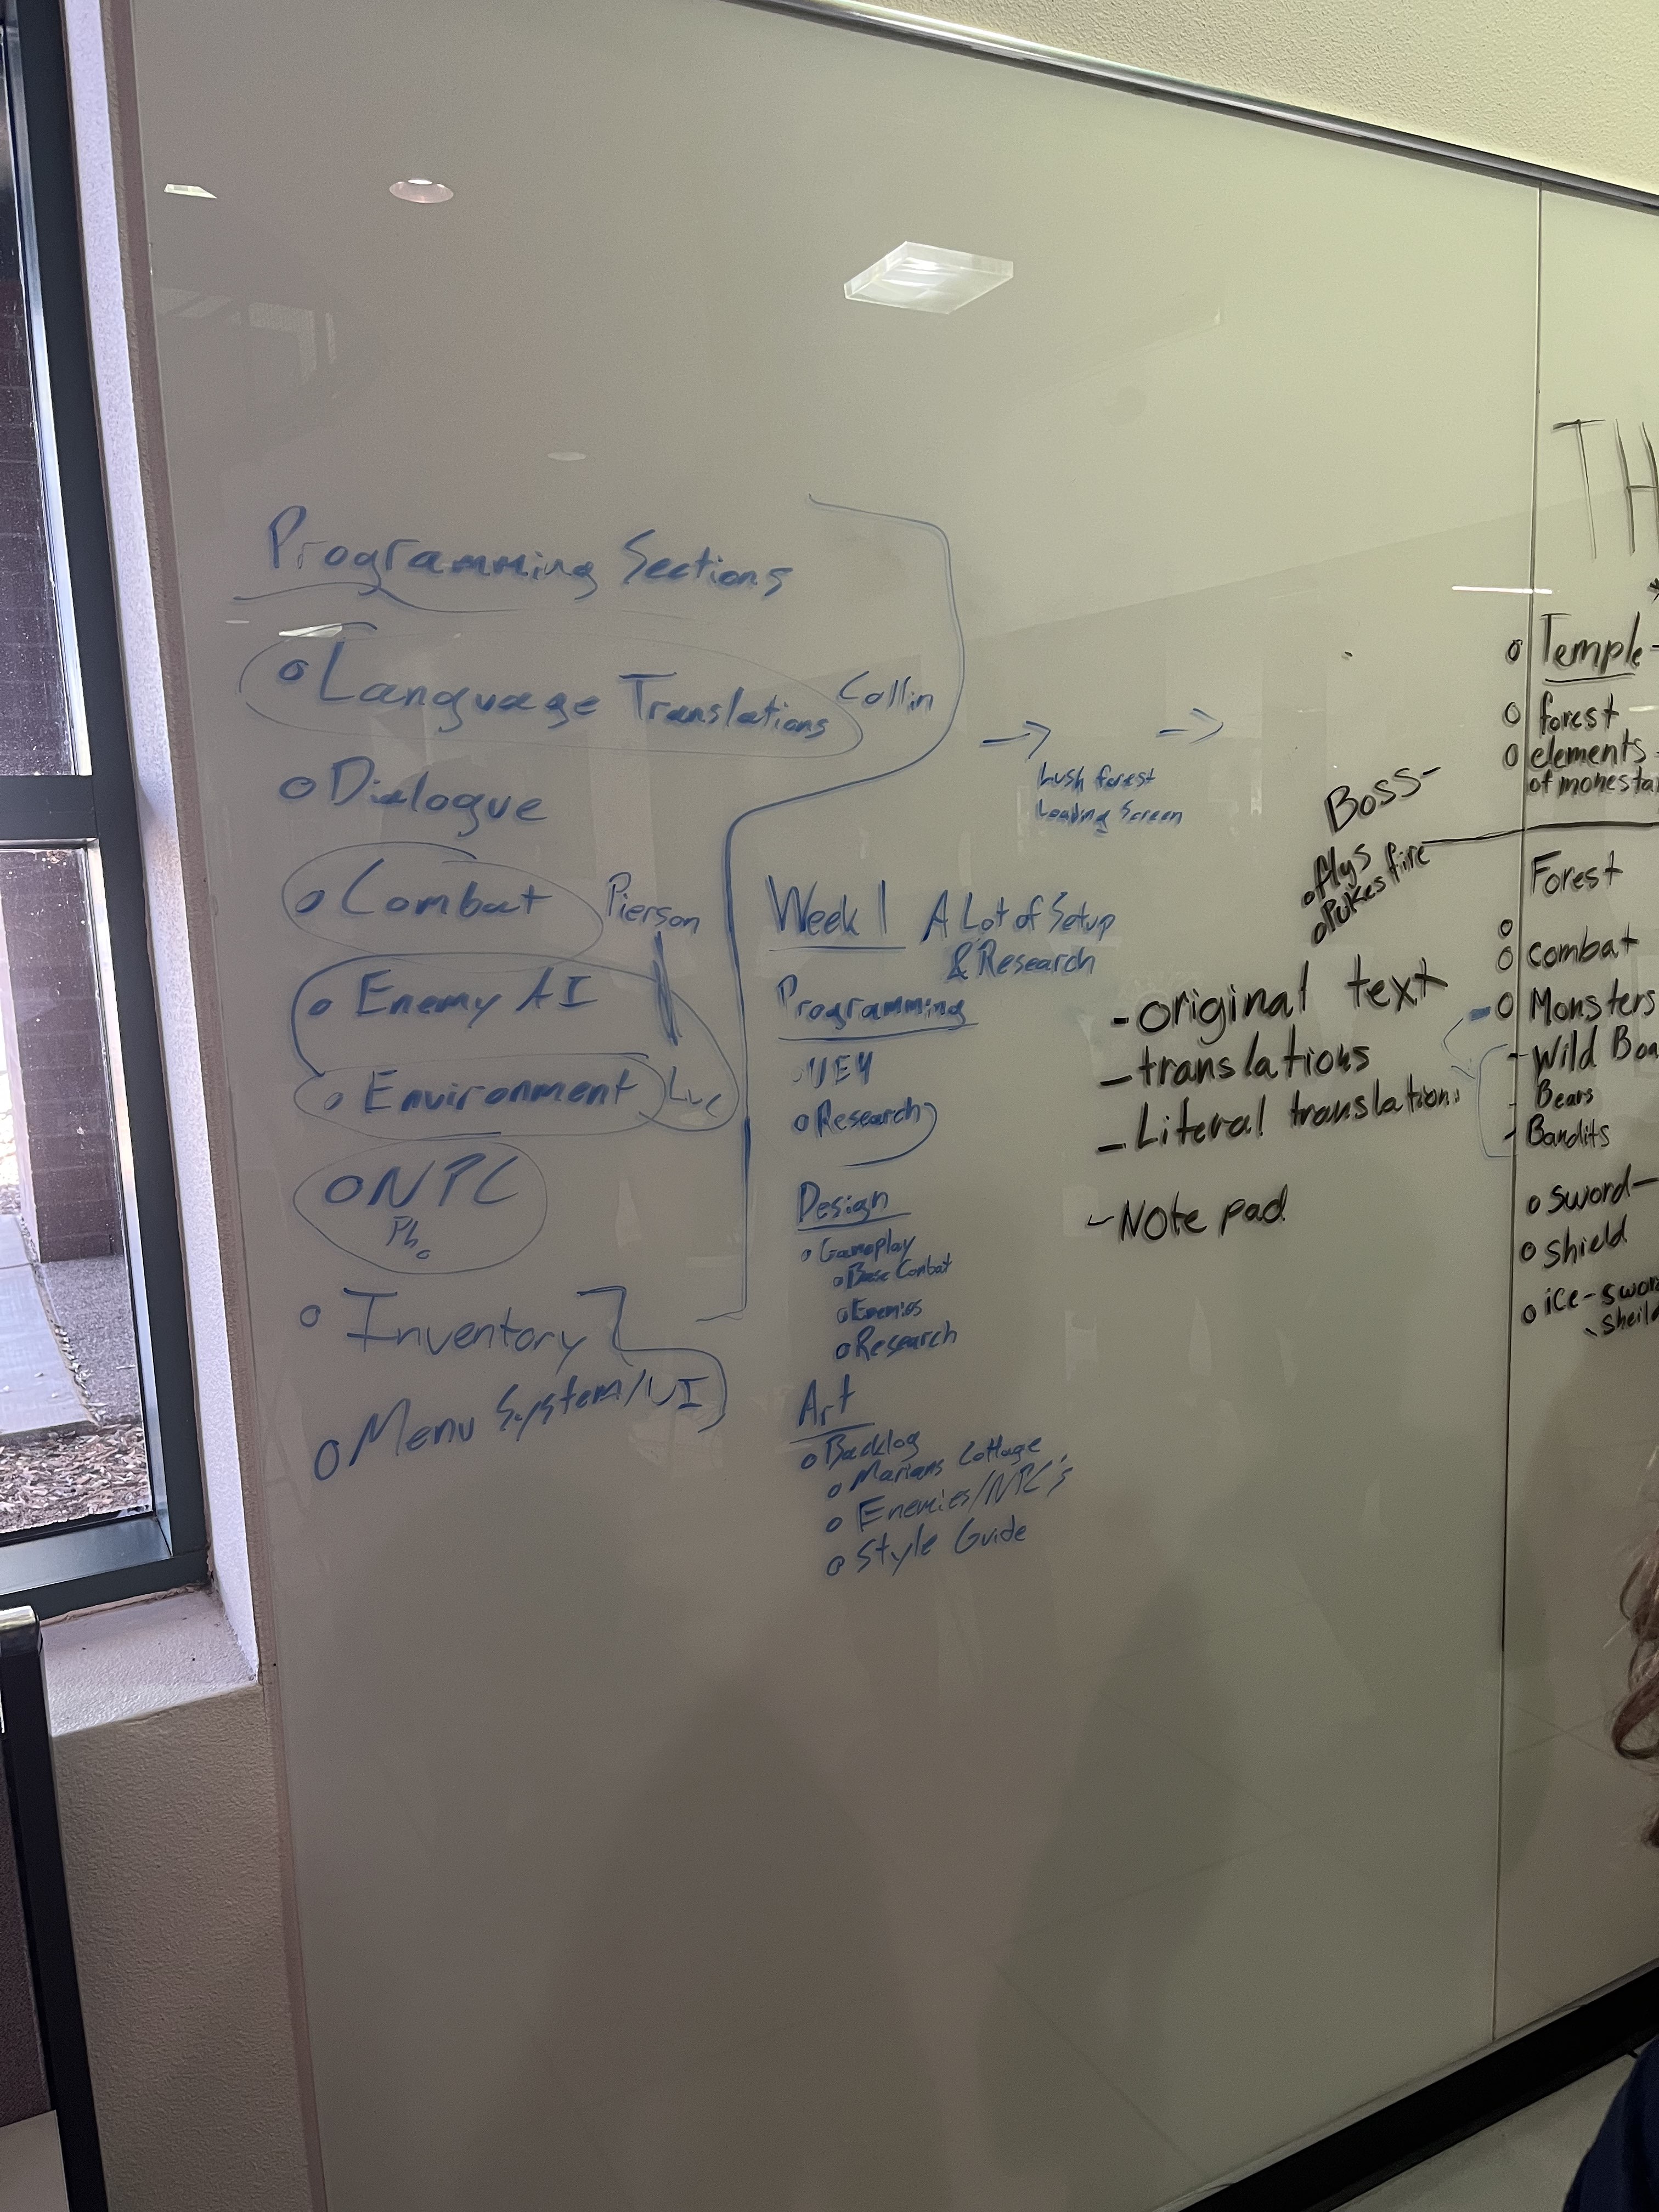 Programming Sections
o Language Translations Collin
o Dialogue
o Combat Pierson
o Enemy AI
o Environment Luc
o NPC
Pho
o Inventory
o Menu System/UI
Lush forest
Loading Screen
Week 1 A Lot of Setup
& Research
Programming
UE4
o Research
Design
o Gameplay
o Base Combat
o Enemies
o Research
Art
o Backlog
o Marians Cottage
o Enemies/NPC's
o Style Guide
Boss-
o flys
o Pukes fire
- original text
- translations
- Literal translation
- Note pad
TH
o Temple-
o forest
o elements
of monesta
Forest
o
o combat
o Monsters
- Wild Boa
- Bears
- Bandits
o sword-
o shield
o ice-swor
sheild